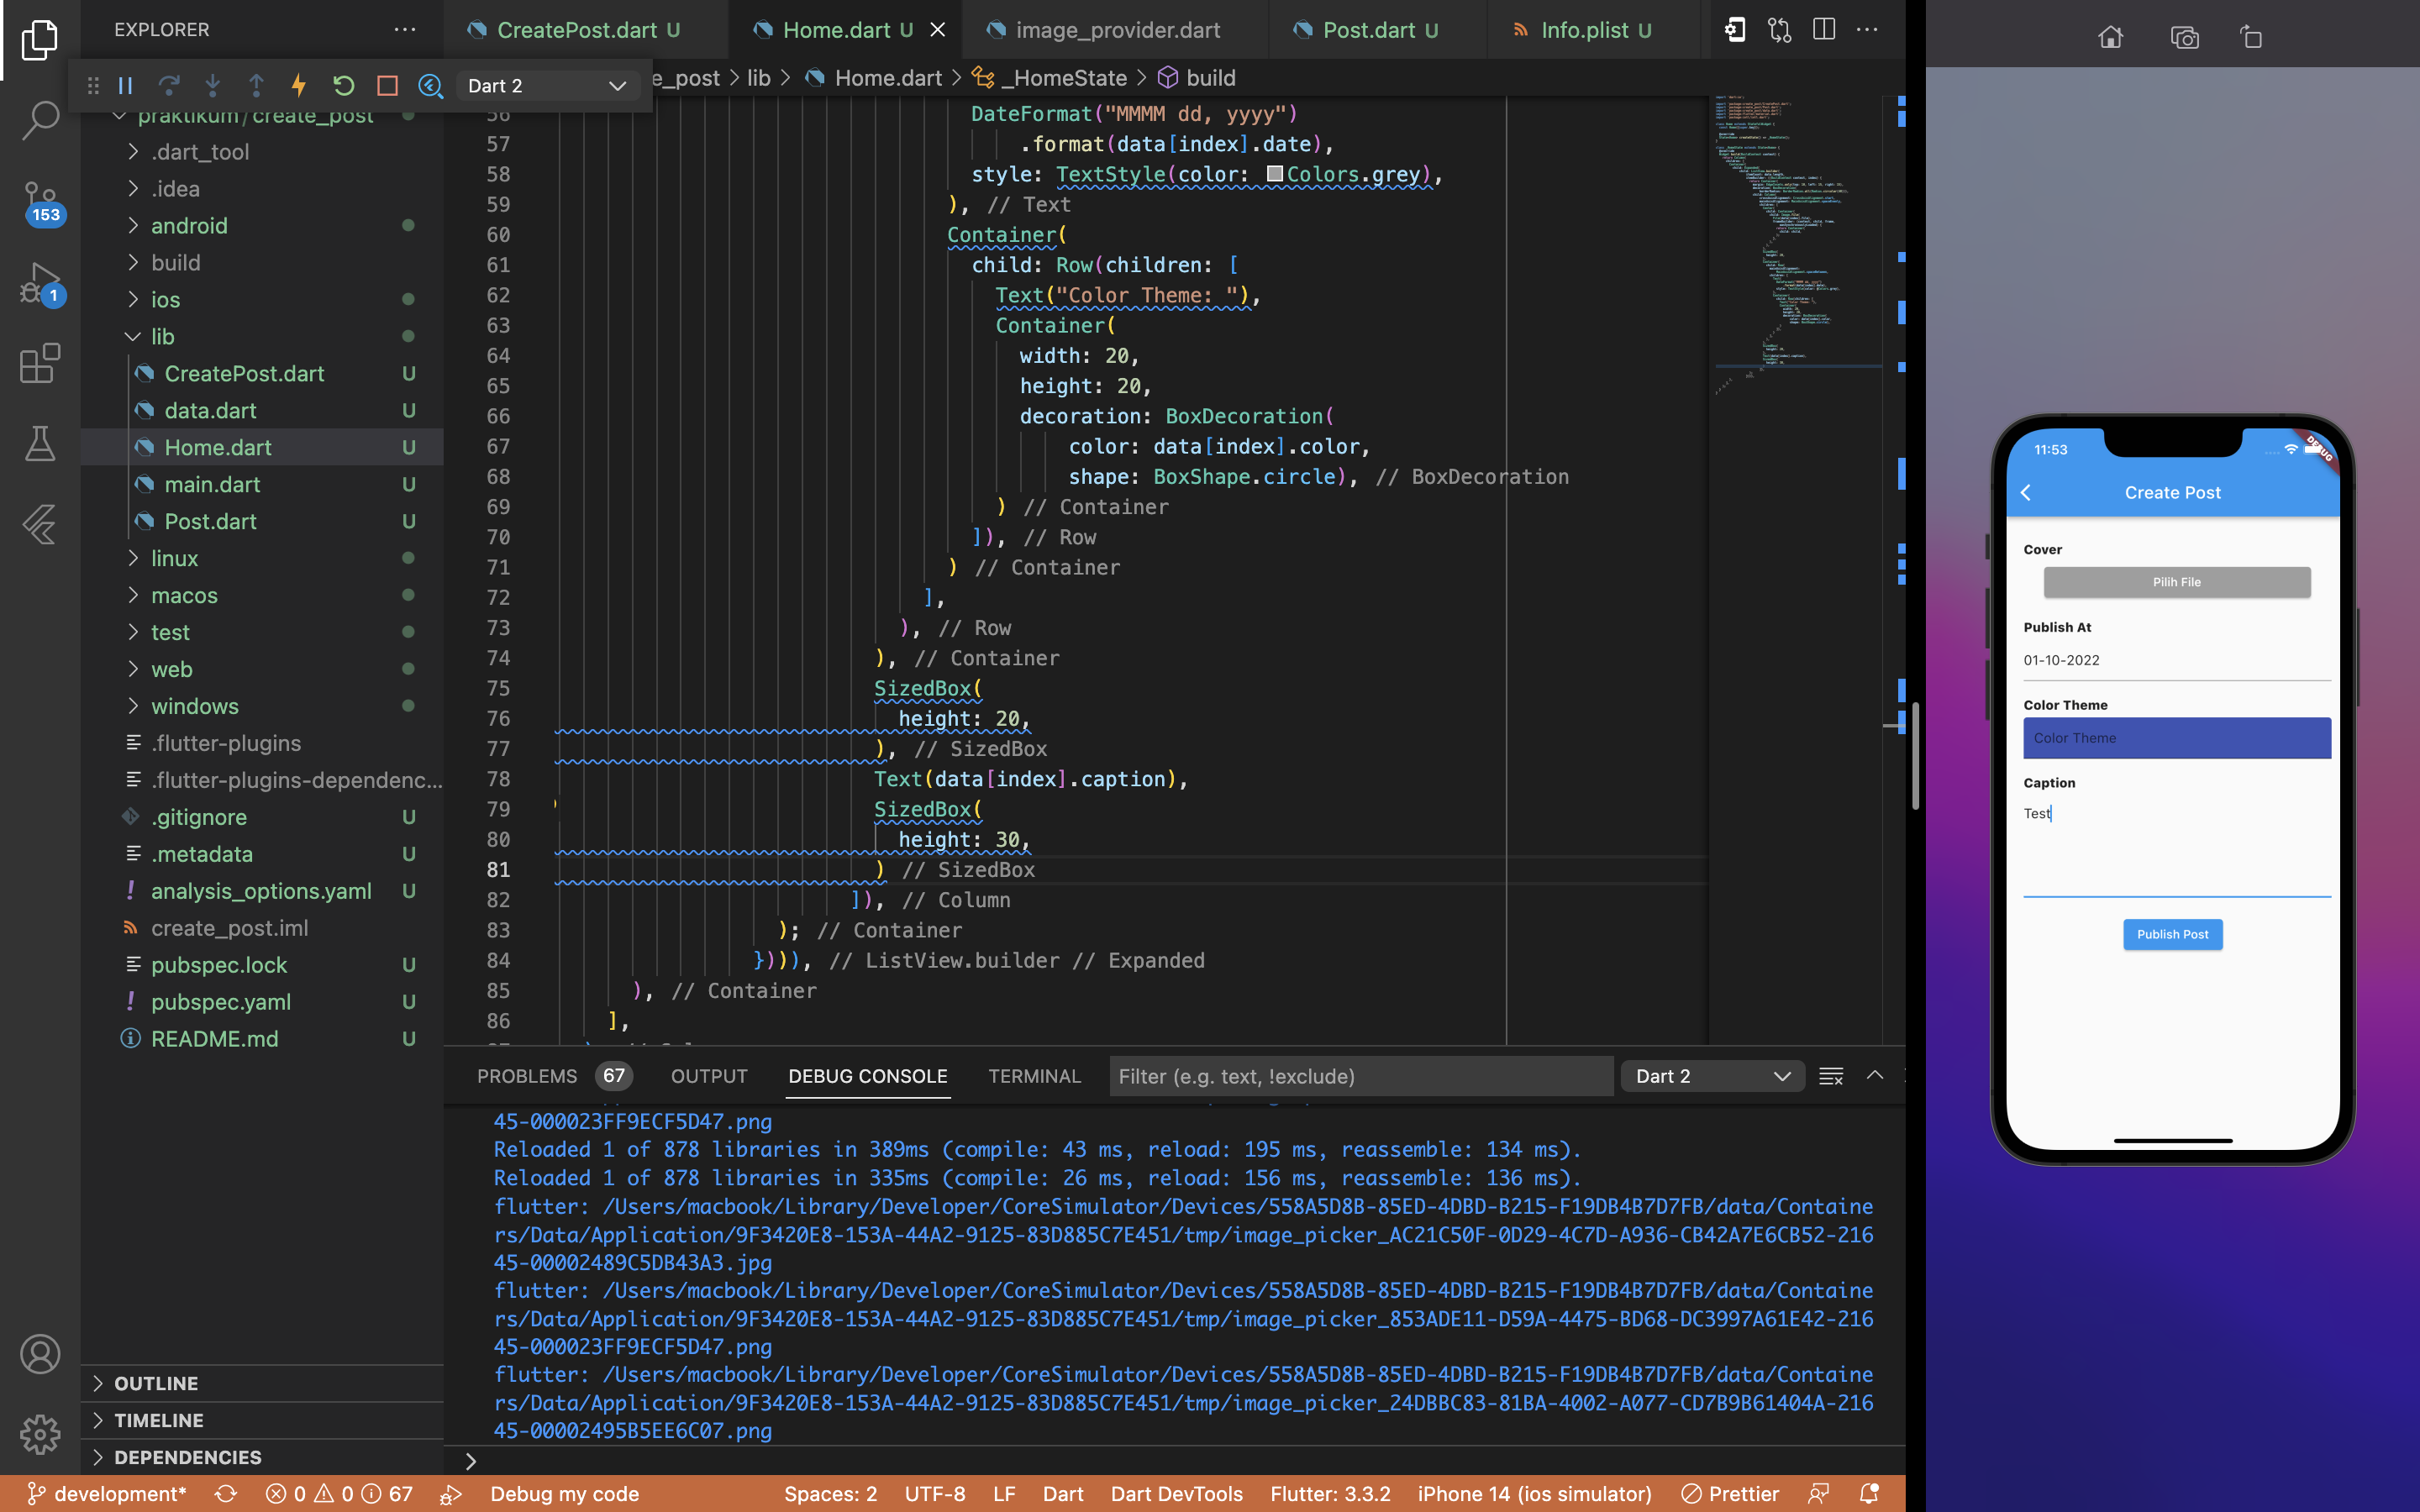 EXPLORER
CreatePost.dart U
Home.dart U
image_provider.dart
Post.dart U
Info.plist U
Dart 2
e_post > lib > Home.dart > _HomeState > build
praktikum/create_post
.dart_tool
.idea
android
build
ios
lib
CreatePost.dart U
data.dart U
Home.dart U
main.dart U
Post.dart U
linux
macos
test
web
windows
.flutter-plugins
.flutter-plugins-dependenc...
.gitignore U
.metadata U
analysis_options.yaml U
create_post.iml
pubspec.lock U
pubspec.yaml U
README.md U
OUTLINE
TIMELINE
DEPENDENCIES
153
1
56 DateFormat("MMMM dd, yyyy")
57 .format(data[index].date),
58 style: TextStyle(color: Colors.grey),
59 ), // Text
60 Container(
61 child: Row(children: [
62 Text("Color Theme: "),
63 Container(
64 width: 20,
65 height: 20,
66 decoration: BoxDecoration(
67 color: data[index].color,
68 shape: BoxShape.circle), // BoxDecoration
69 ) // Container
70 ]), // Row
71 ) // Container
72 ],
73 ), // Row
74 ), // Container
75 SizedBox(
76 height: 20,
77 ), // SizedBox
78 Text(data[index].caption),
79 SizedBox(
80 height: 30,
81 ) // SizedBox
82 ]), // Column
83 ); // Container
84 }))), // ListView.builder // Expanded
85 ), // Container
86 ],
PROBLEMS 67 OUTPUT DEBUG CONSOLE TERMINAL Filter (e.g. text, !exclude) Dart 2
45-000023FF9ECF5D47.png
Reloaded 1 of 878 libraries in 389ms (compile: 43 ms, reload: 195 ms, reassemble: 134 ms).
Reloaded 1 of 878 libraries in 335ms (compile: 26 ms, reload: 156 ms, reassemble: 136 ms).
flutter: /Users/macbook/Library/Developer/CoreSimulator/Devices/558A5D8B-85ED-4DBD-B215-F19DB4B7D7FB/data/Containe
rs/Data/Application/9F3420E8-153A-44A2-9125-83D885C7E451/tmp/image_picker_AC21C50F-0D29-4C7D-A936-CB42A7E6CB52-216
45-00002489C5DB43A3.jpg
flutter: /Users/macbook/Library/Developer/CoreSimulator/Devices/558A5D8B-85ED-4DBD-B215-F19DB4B7D7FB/data/Containe
rs/Data/Application/9F3420E8-153A-44A2-9125-83D885C7E451/tmp/image_picker_853ADE11-D59A-4475-BD68-DC3997A61E42-216
45-000023FF9ECF5D47.png
flutter: /Users/macbook/Library/Developer/CoreSimulator/Devices/558A5D8B-85ED-4DBD-B215-F19DB4B7D7FB/data/Containe
rs/Data/Application/9F3420E8-153A-44A2-9125-83D885C7E451/tmp/image_picker_24DBBC83-81BA-4002-A077-CD7B9B61404A-216
45-00002495B5EE6C07.png
development* 0 0 67 Debug my code Spaces: 2 UTF-8 LF Dart Dart DevTools Flutter: 3.3.2 iPhone 14 (ios simulator) Prettier
11:53
DEBUG
Create Post
Cover
Pilih File
Publish At
01-10-2022
Color Theme
Color Theme
Caption
Test
Publish Post